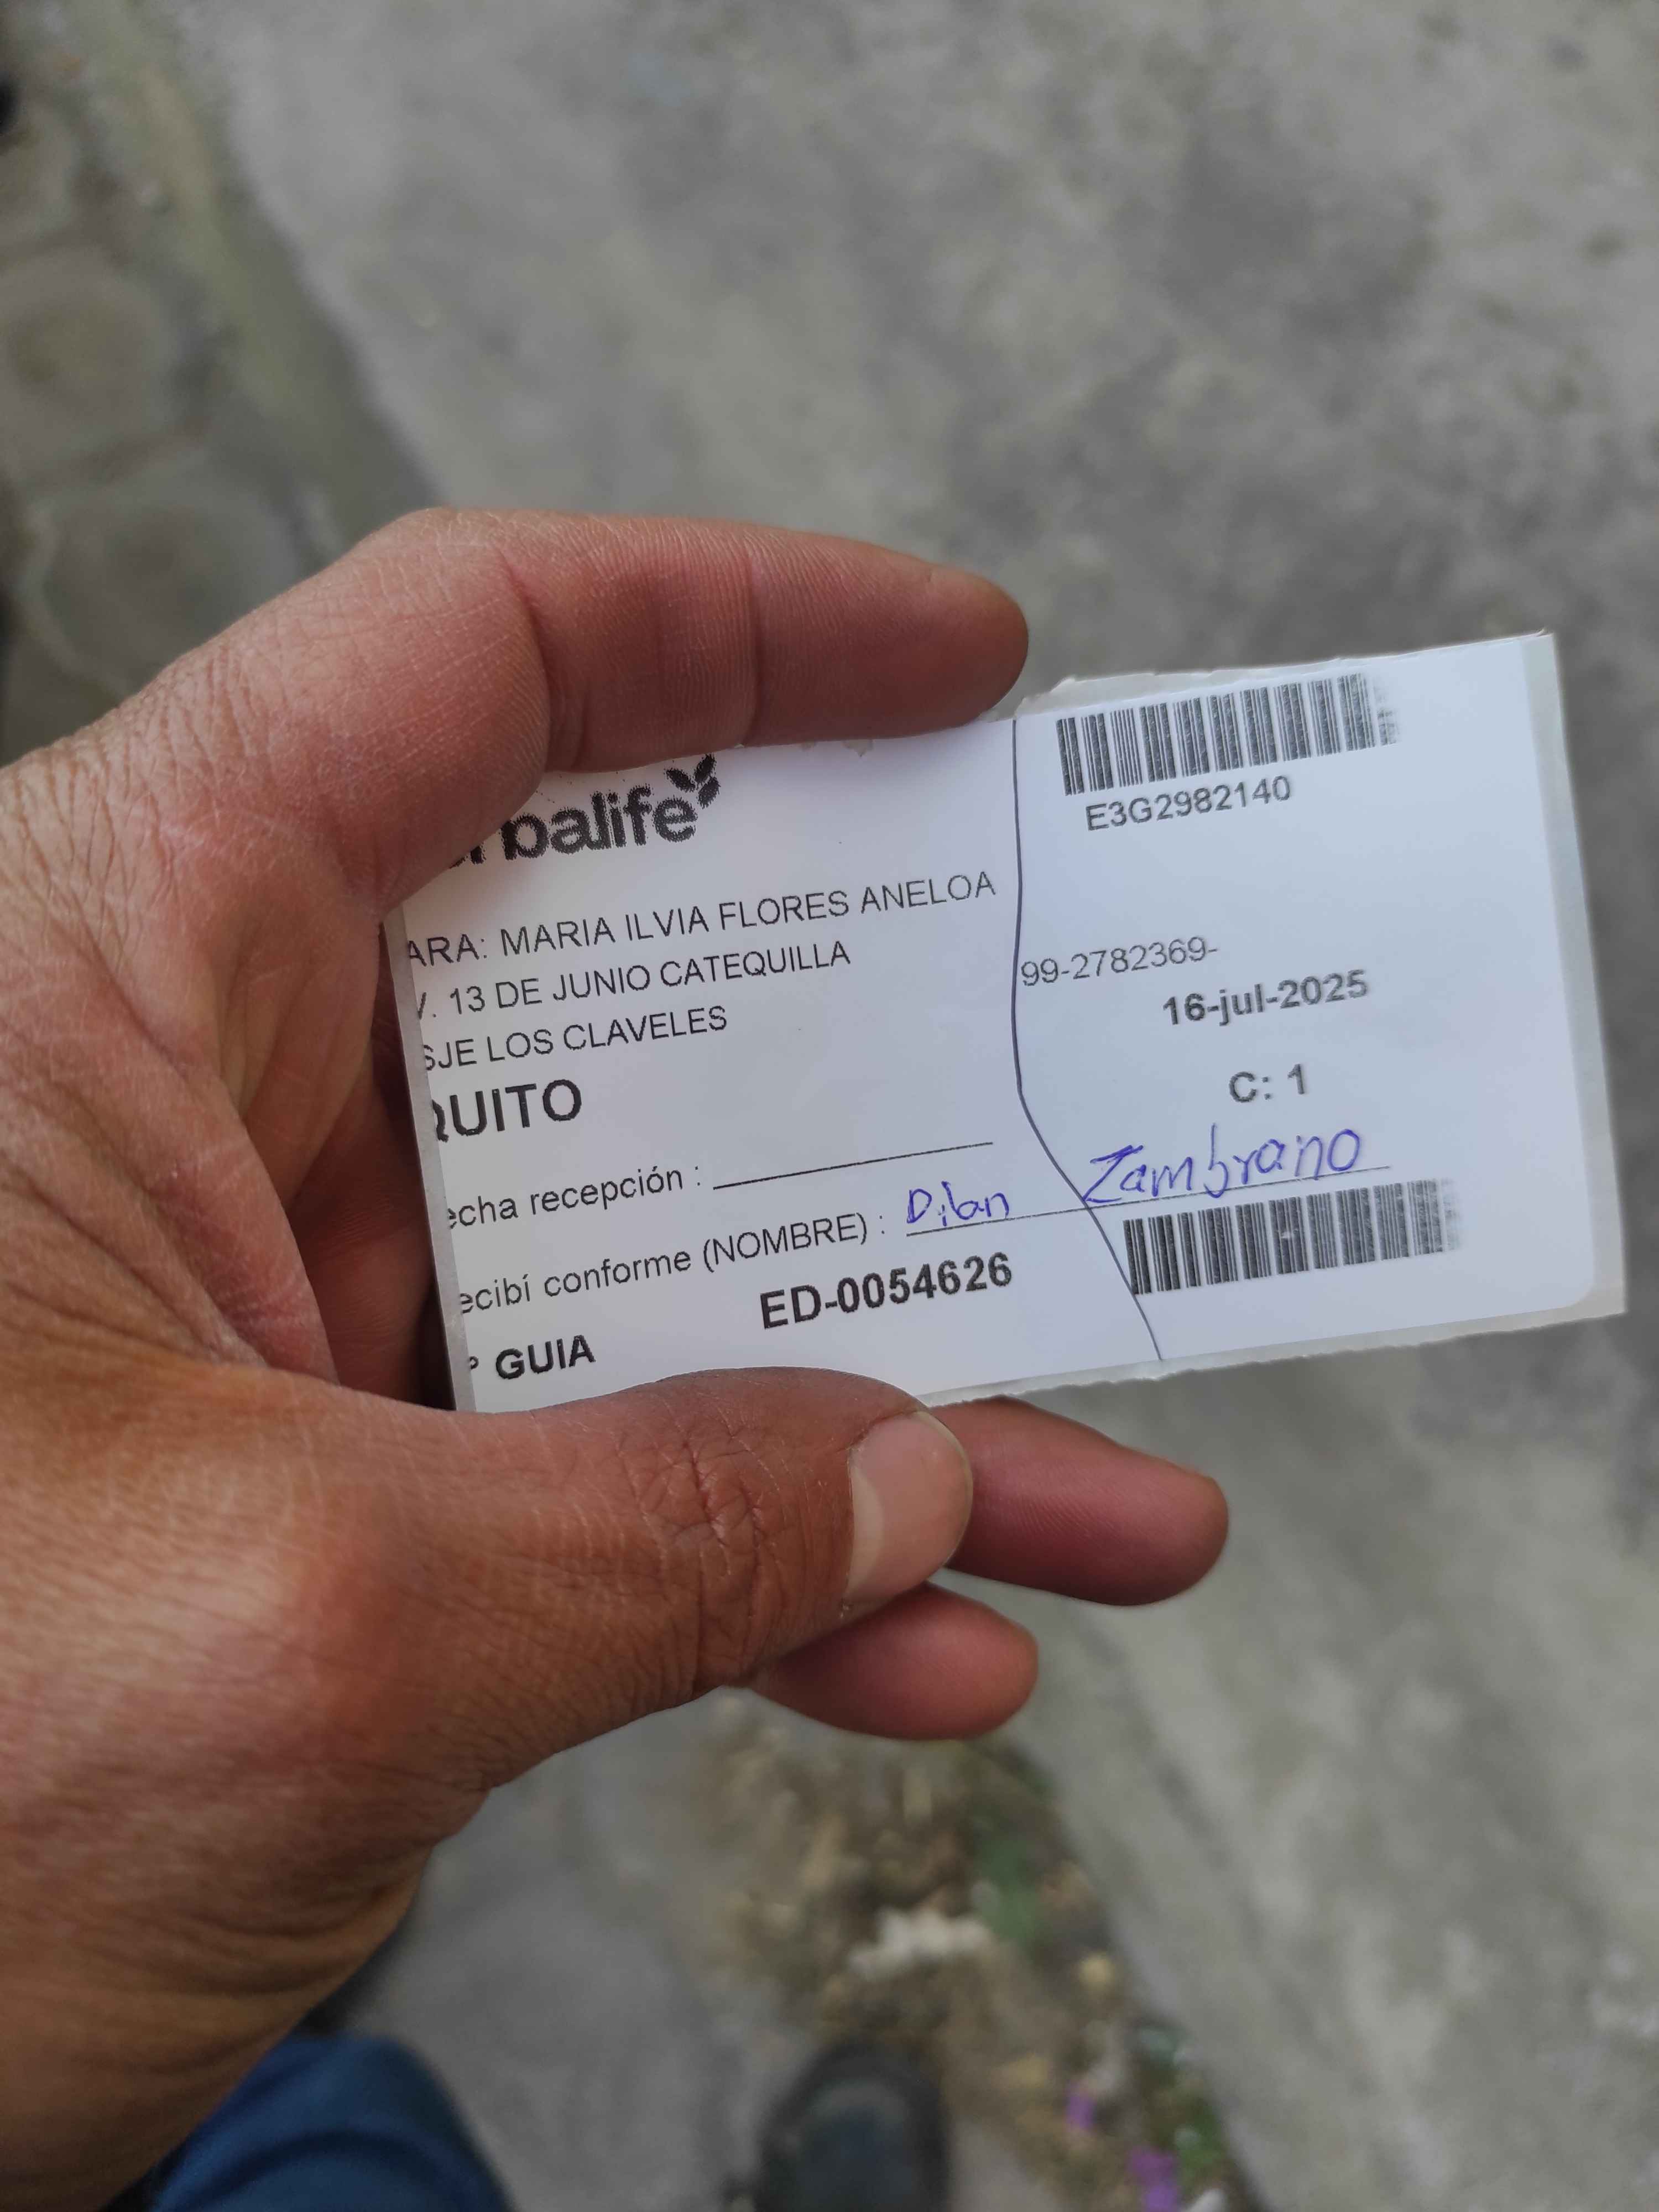 rbalife
E3G2982140
ARA: MARIA ILVIA FLORES ANELOA
V. 13 DE JUNIO CATEQUILLA
99-2782369-
SJE LOS CLAVELES
16-jul-2025
QUITO
C: 1
echa recepción :
ecibí conforme (NOMBRE) : Dilan Zambrano
° GUIA ED-0054626